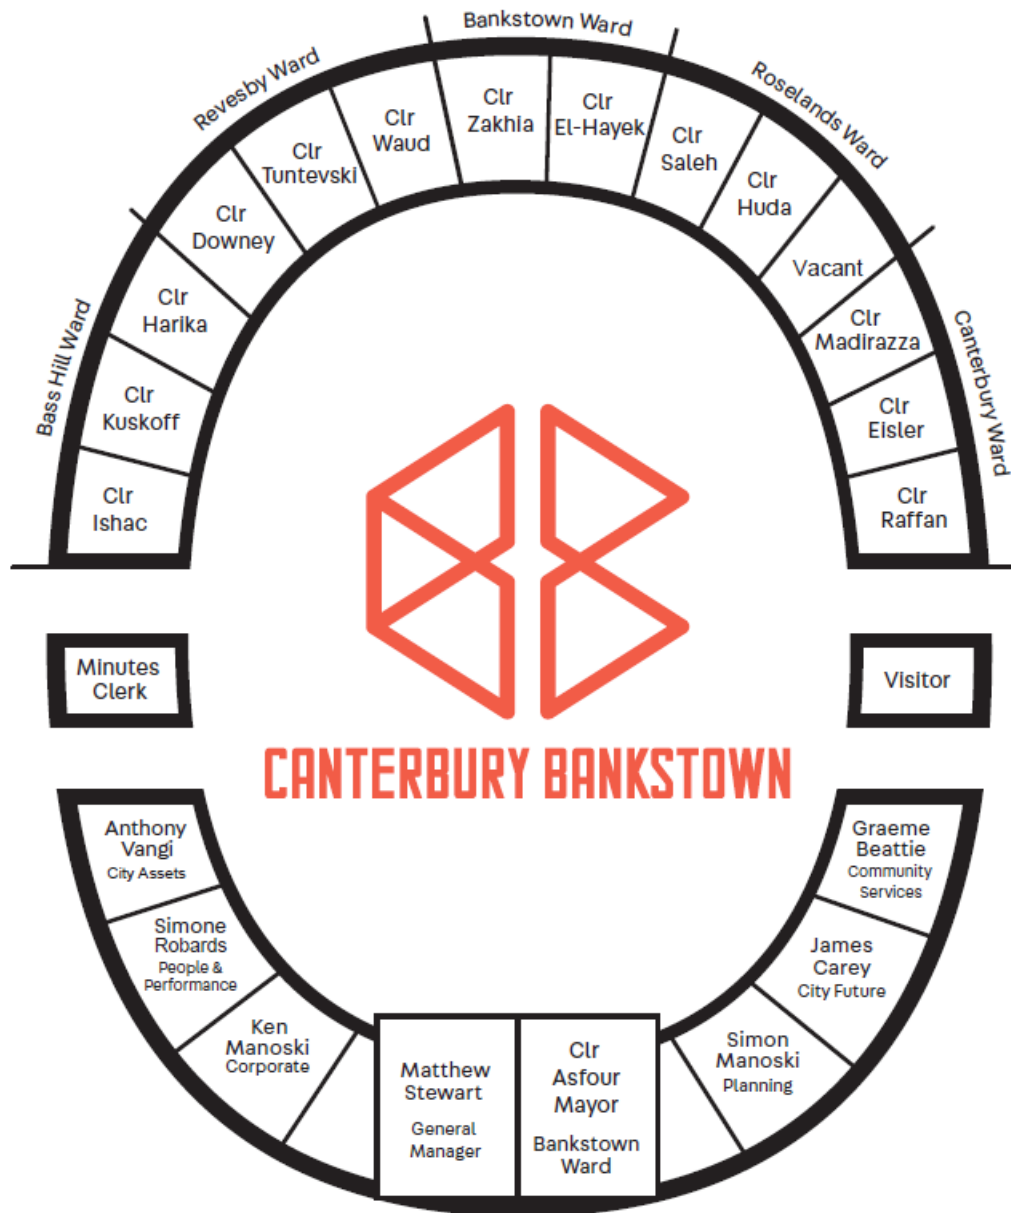 Bankstown Ward
Revesby Ward
Roselands Ward
Bass Hill Ward
Canterbury Ward
Clr
Ishac
Clr
Kuskoff
Clr
Harika
Clr
Downey
Clr
Tuntevski
Clr
Waud
Clr
Zakhia
Clr
El-Hayek
Clr
Saleh
Clr
Huda
Vacant
Clr
Madirazza
Clr
Eisler
Clr
Raffan
Minutes
Clerk
Visitor
CANTERBURY BANKSTOWN
Anthony
Vangi
City Assets
Simone
Robards
People &
Performance
Ken
Manoski
Corporate
Matthew
Stewart
General
Manager
Clr
Asfour
Mayor
Bankstown
Ward
Simon
Manoski
Planning
James
Carey
City Future
Graeme
Beattie
Community
Services